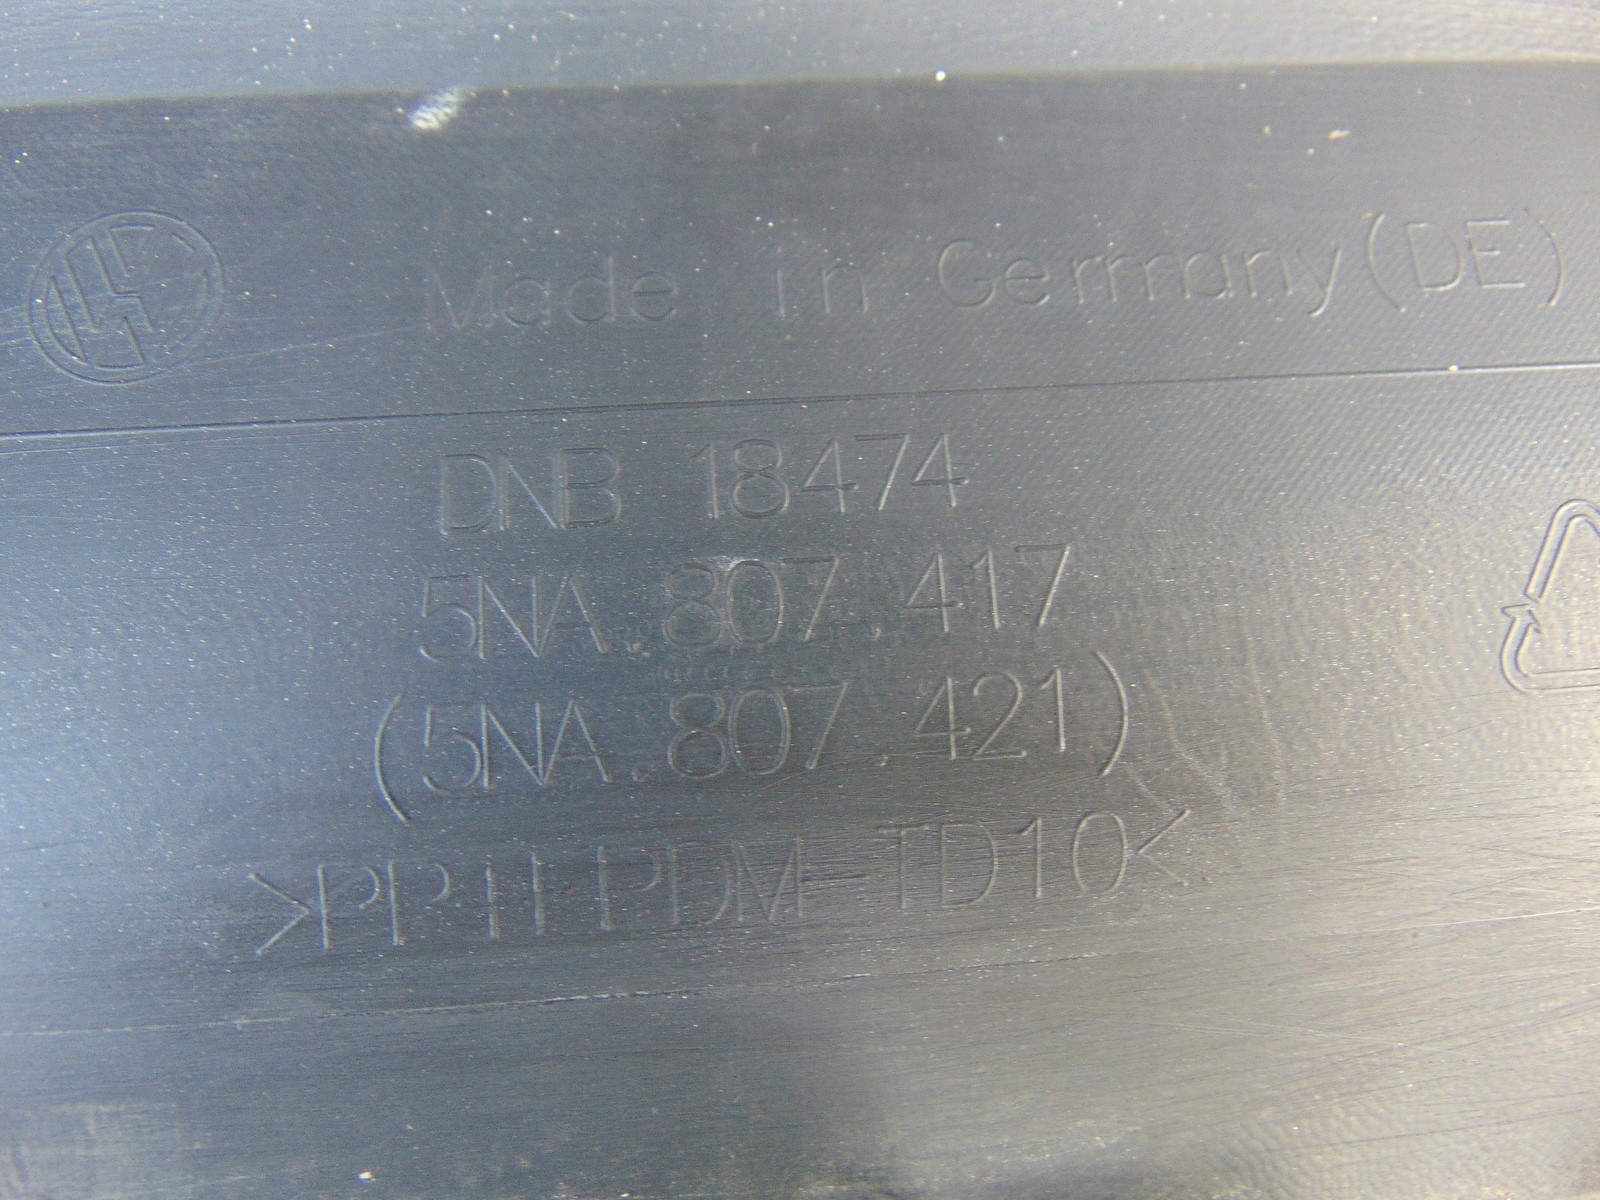 Made in Germany (DE)
DNB 18474
5NA.807.417
(5NA.807.421)
>PP+EPDM-TD10<